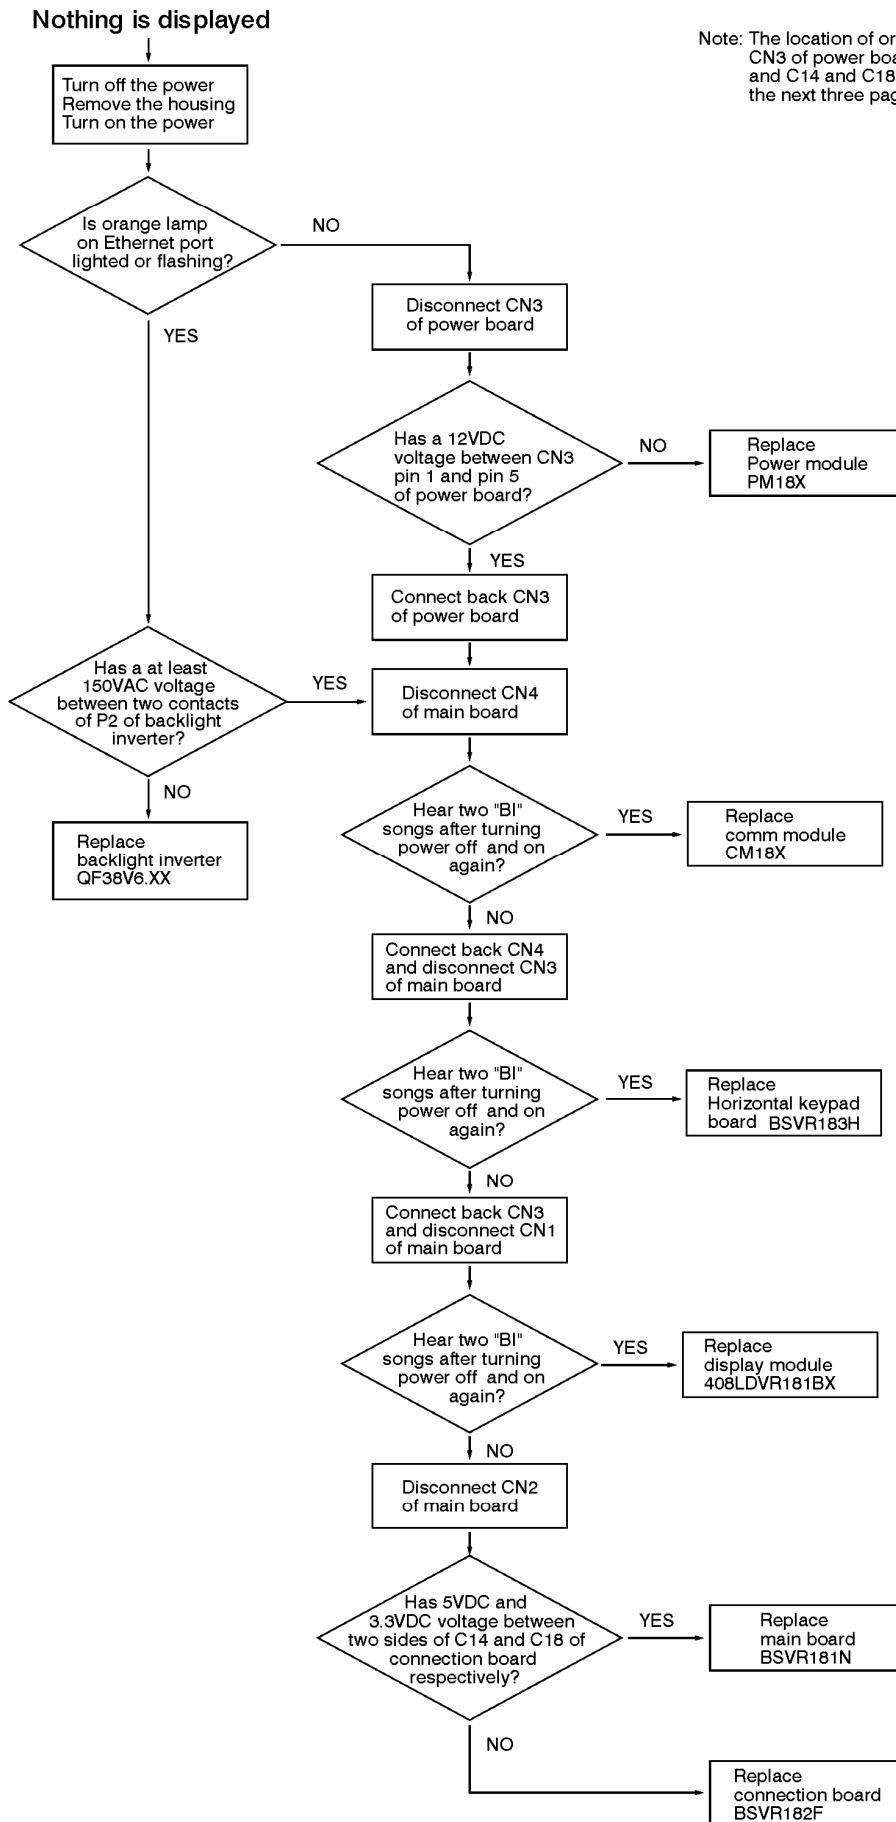 Nothing is displayed
Note: The location of or
CN3 of power boa
and C14 and C18
the next three pag
Turn off the power
Remove the housing
Turn on the power
Is orange lamp
on Ethernet port
lighted or flashing?
NO
YES
Disconnect CN3
of power board
Has a 12VDC
voltage between CN3
pin 1 and pin 5
of power board?
NO
Replace
Power module
PM18X
YES
Connect back CN3
of power board
Has a at least
150VAC voltage
between two contacts
of P2 of backlight
inverter?
YES
Disconnect CN4
of main board
NO
Replace
backlight inverter
QF38V6.XX
Hear two "BI"
songs after turning
power off and on
again?
YES
Replace
comm module
CM18X
NO
Connect back CN4
and disconnect CN3
of main board
Hear two "BI"
songs after turning
power off and on
again?
YES
Replace
Horizontal keypad
board BSVR183H
NO
Connect back CN3
and disconnect CN1
of main board
Hear two "BI"
songs after turning
power off and on
again?
YES
Replace
display module
408LDVR181BX
NO
Disconnect CN2
of main board
Has 5VDC and
3.3VDC voltage between
two sides of C14 and C18 of
connection board
respectively?
YES
Replace
main board
BSVR181N
NO
Replace
connection board
BSVR182F